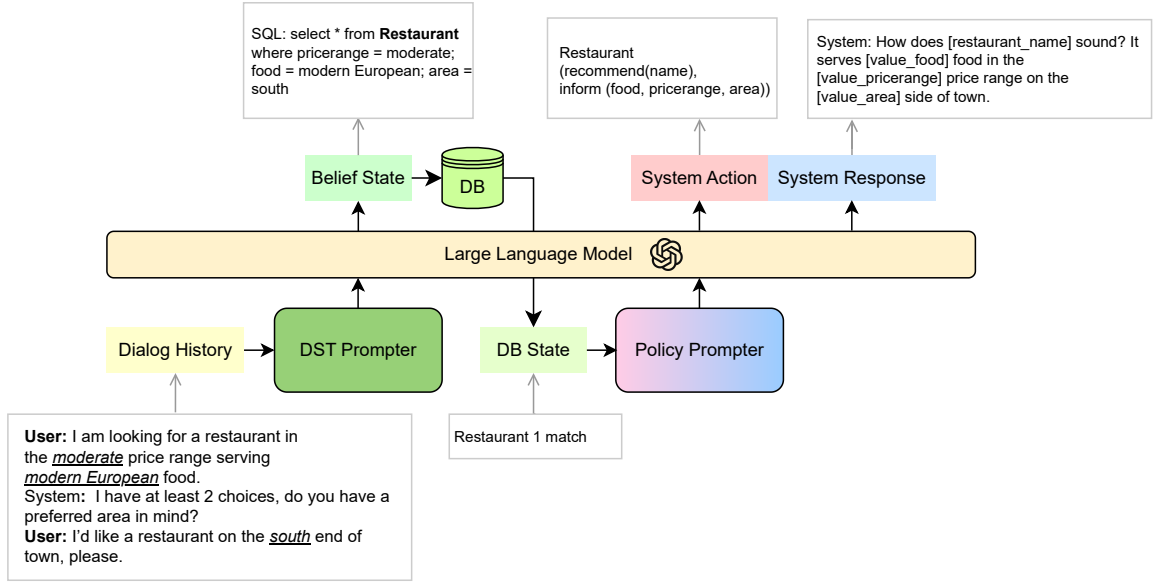 SQL: select * from Restaurant
where pricerange = moderate;
food = modern European; area =
south
Restaurant
(recommend(name),
inform (food, pricerange, area))
System: How does [restaurant_name] sound? It
serves [value_food] food in the
[value_pricerange] price range on the
[value_area] side of town.
Belief State
DB
System Action
System Response
Large Language Model
Dialog History
DST Prompter
DB State
Policy Prompter
User: I am looking for a restaurant in
the moderate price range serving
modern European food.
System: I have at least 2 choices, do you have a
preferred area in mind?
User: I’d like a restaurant on the south end of
town, please.
Restaurant 1 match